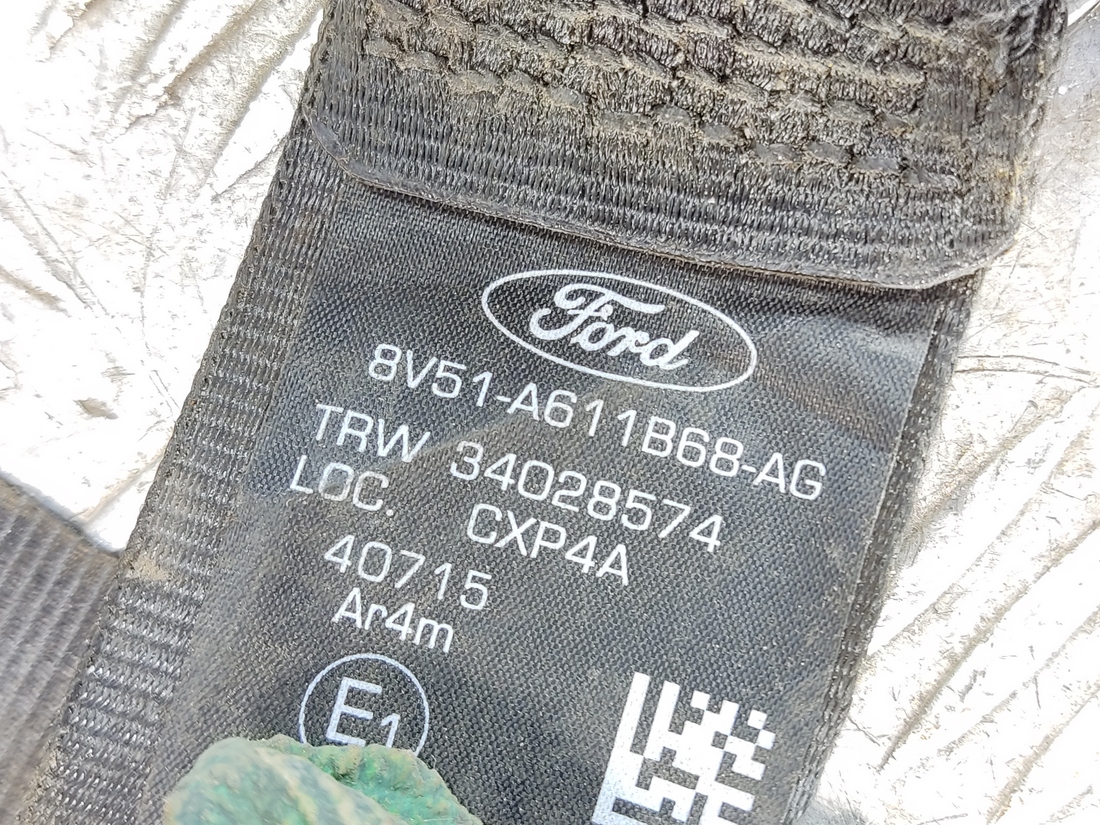 Ford
8V51-A611B68-AG
TRW 34028574
LOC. CXP4A
40715
Ar4m
E1